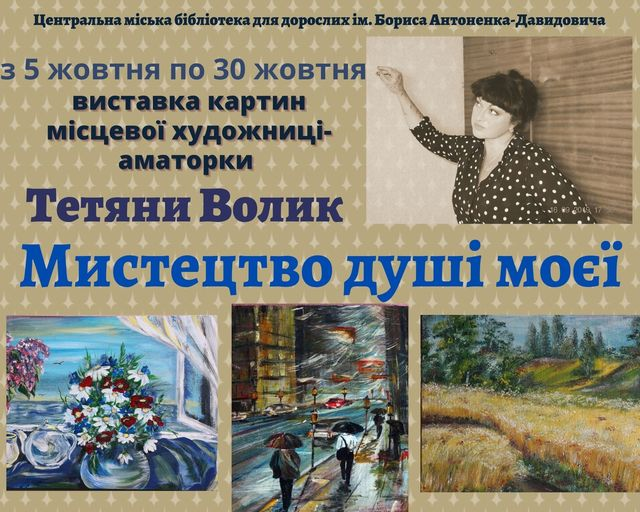 Центральна міська бібліотека для дорослих ім. Бориса Антоненка-Давидовича
з 5 жовтня по 30 жовтня
виставка картин
місцевої художниці-
аматорки
Тетяни Волик
Мистецтво душі моєї